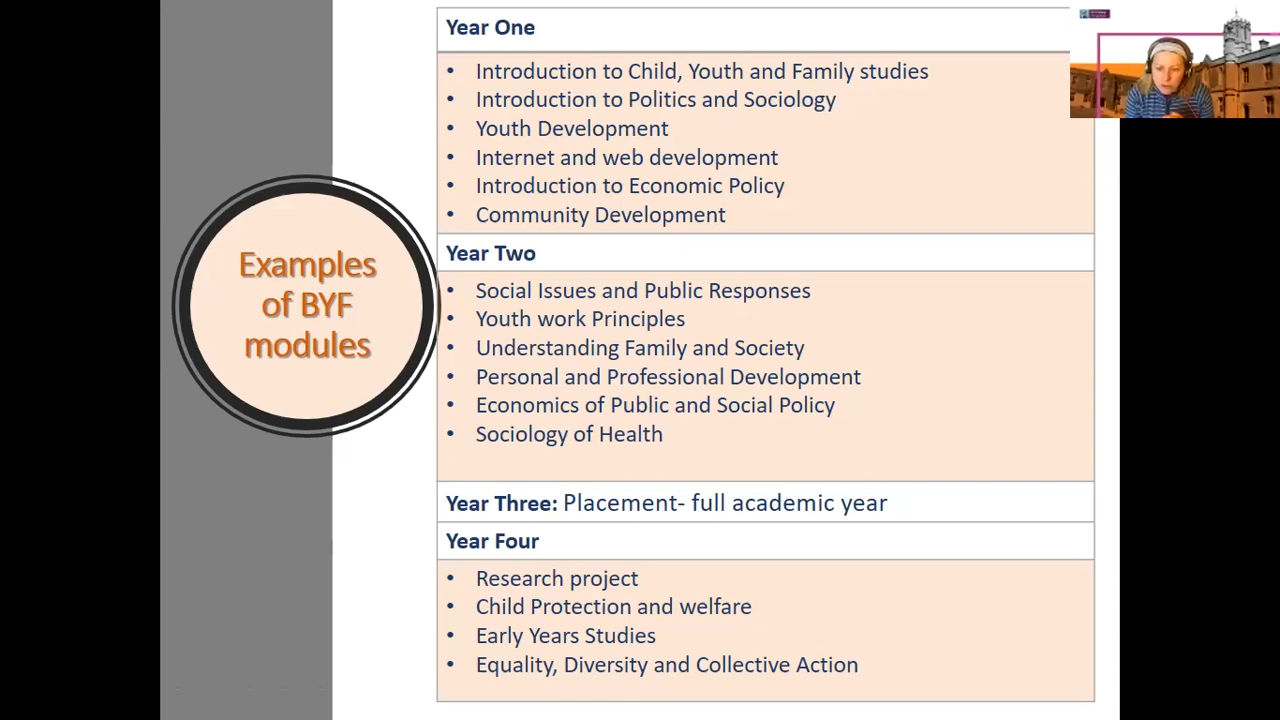 Examples
of BYF
modules
Year One
• Introduction to Child, Youth and Family studies
• Introduction to Politics and Sociology
• Youth Development
• Internet and web development
• Introduction to Economic Policy
• Community Development
Year Two
• Social Issues and Public Responses
• Youth work Principles
• Understanding Family and Society
• Personal and Professional Development
• Economics of Public and Social Policy
• Sociology of Health
Year Three: Placement- full academic year
Year Four
• Research project
• Child Protection and welfare
• Early Years Studies
• Equality, Diversity and Collective Action